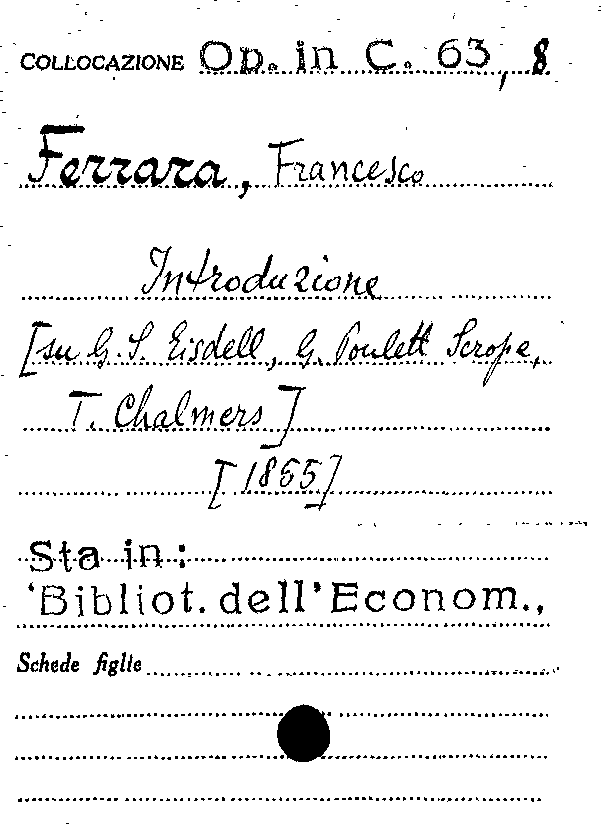 COLLOCAZIONE Op. in C. 63, 8
Ferrara, Francesco
Introduzione
[su G. S. Eisdell, G. Poulett Scrope,
T. Chalmers]
[1855]
Sta in:
'Bibliot. dell'Econom.,
Schede figlie